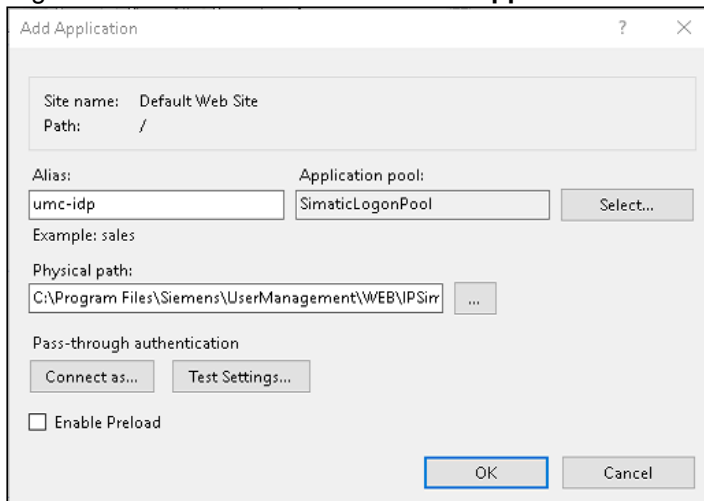 Add Application ?
Site name: Default Web Site
Path: /
Alias: Application pool:
umc-idp SimaticLogonPool Select...
Example: sales
Physical path:
C:\Program Files\Siemens\UserManagement\WEB\IPSim ...
Pass-through authentication
Connect as... Test Settings...
Enable Preload
OK Cancel